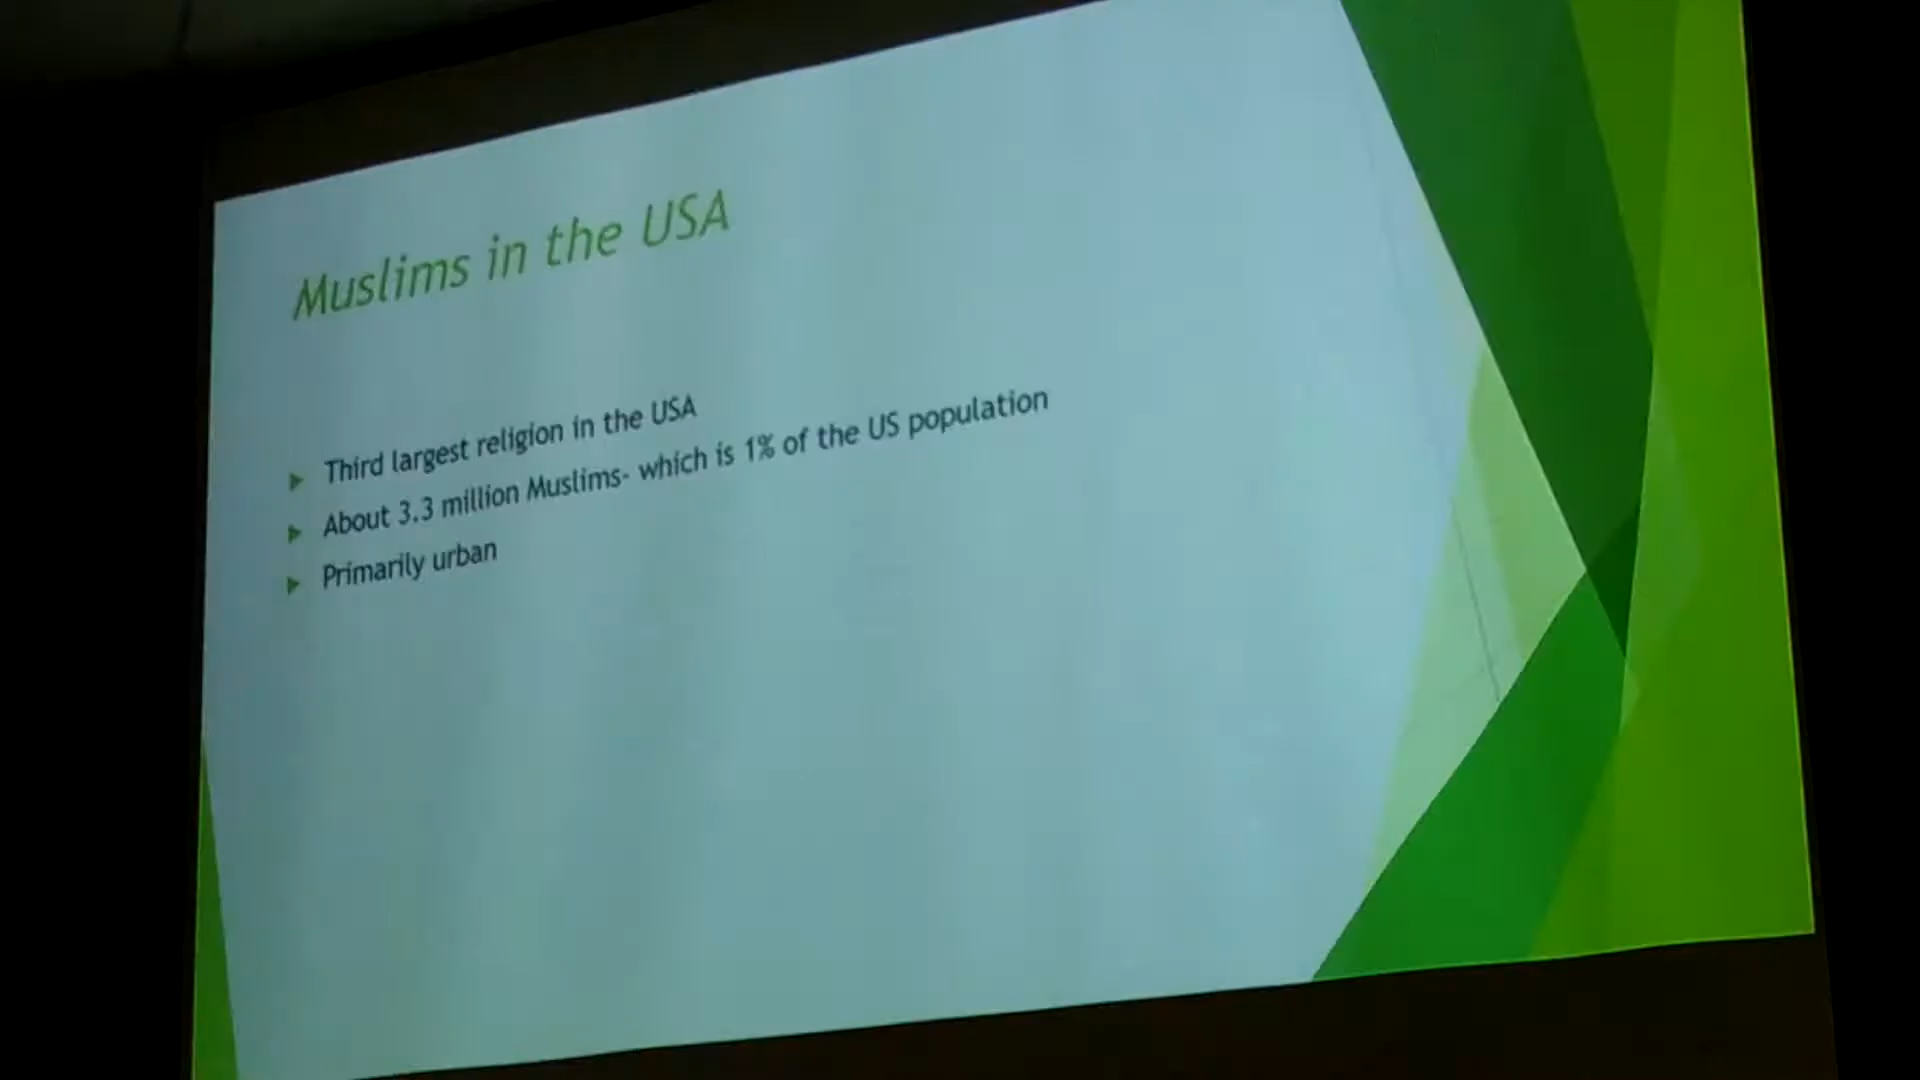 Muslims in the USA
Third largest religion in the USA
About 3.3 million Muslims- which is 1% of the US population
Primarily urban